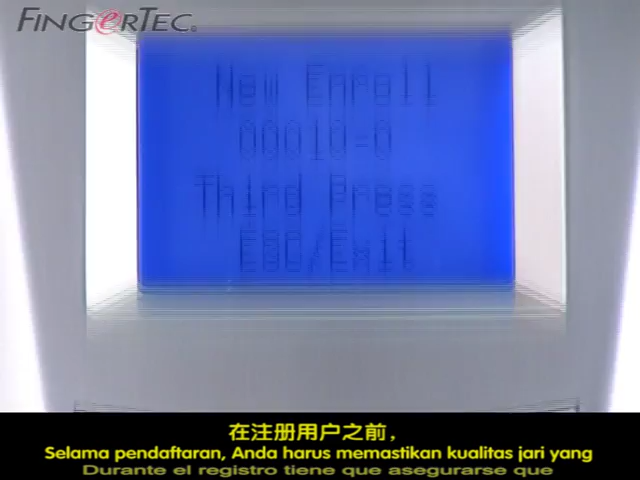 FINGERTEC
New Enroll
00010-0
Third Press
ESC/Exit
在注册用户之前，
Selama pendaftaran, Anda harus memastikan kualitas jari yang
Durante el registro tiene que asegurarse que